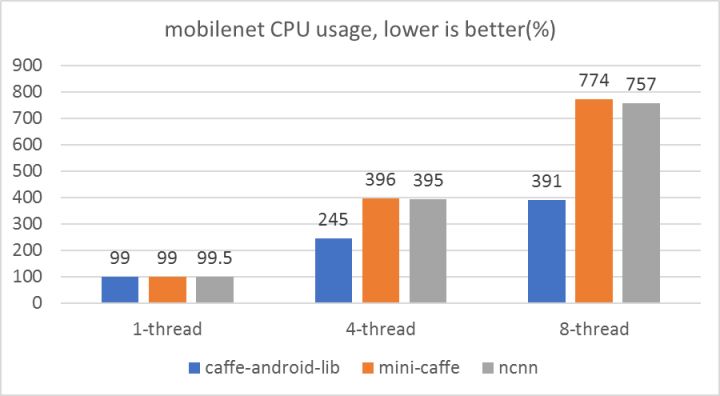 mobilenet CPU usage, lower is better(%)
900
800
700
600
500
400
300
200
100
0
99 99 99.5
245 396 395
391 774 757
1-thread 4-thread 8-thread
caffe-android-lib mini-caffe ncnn